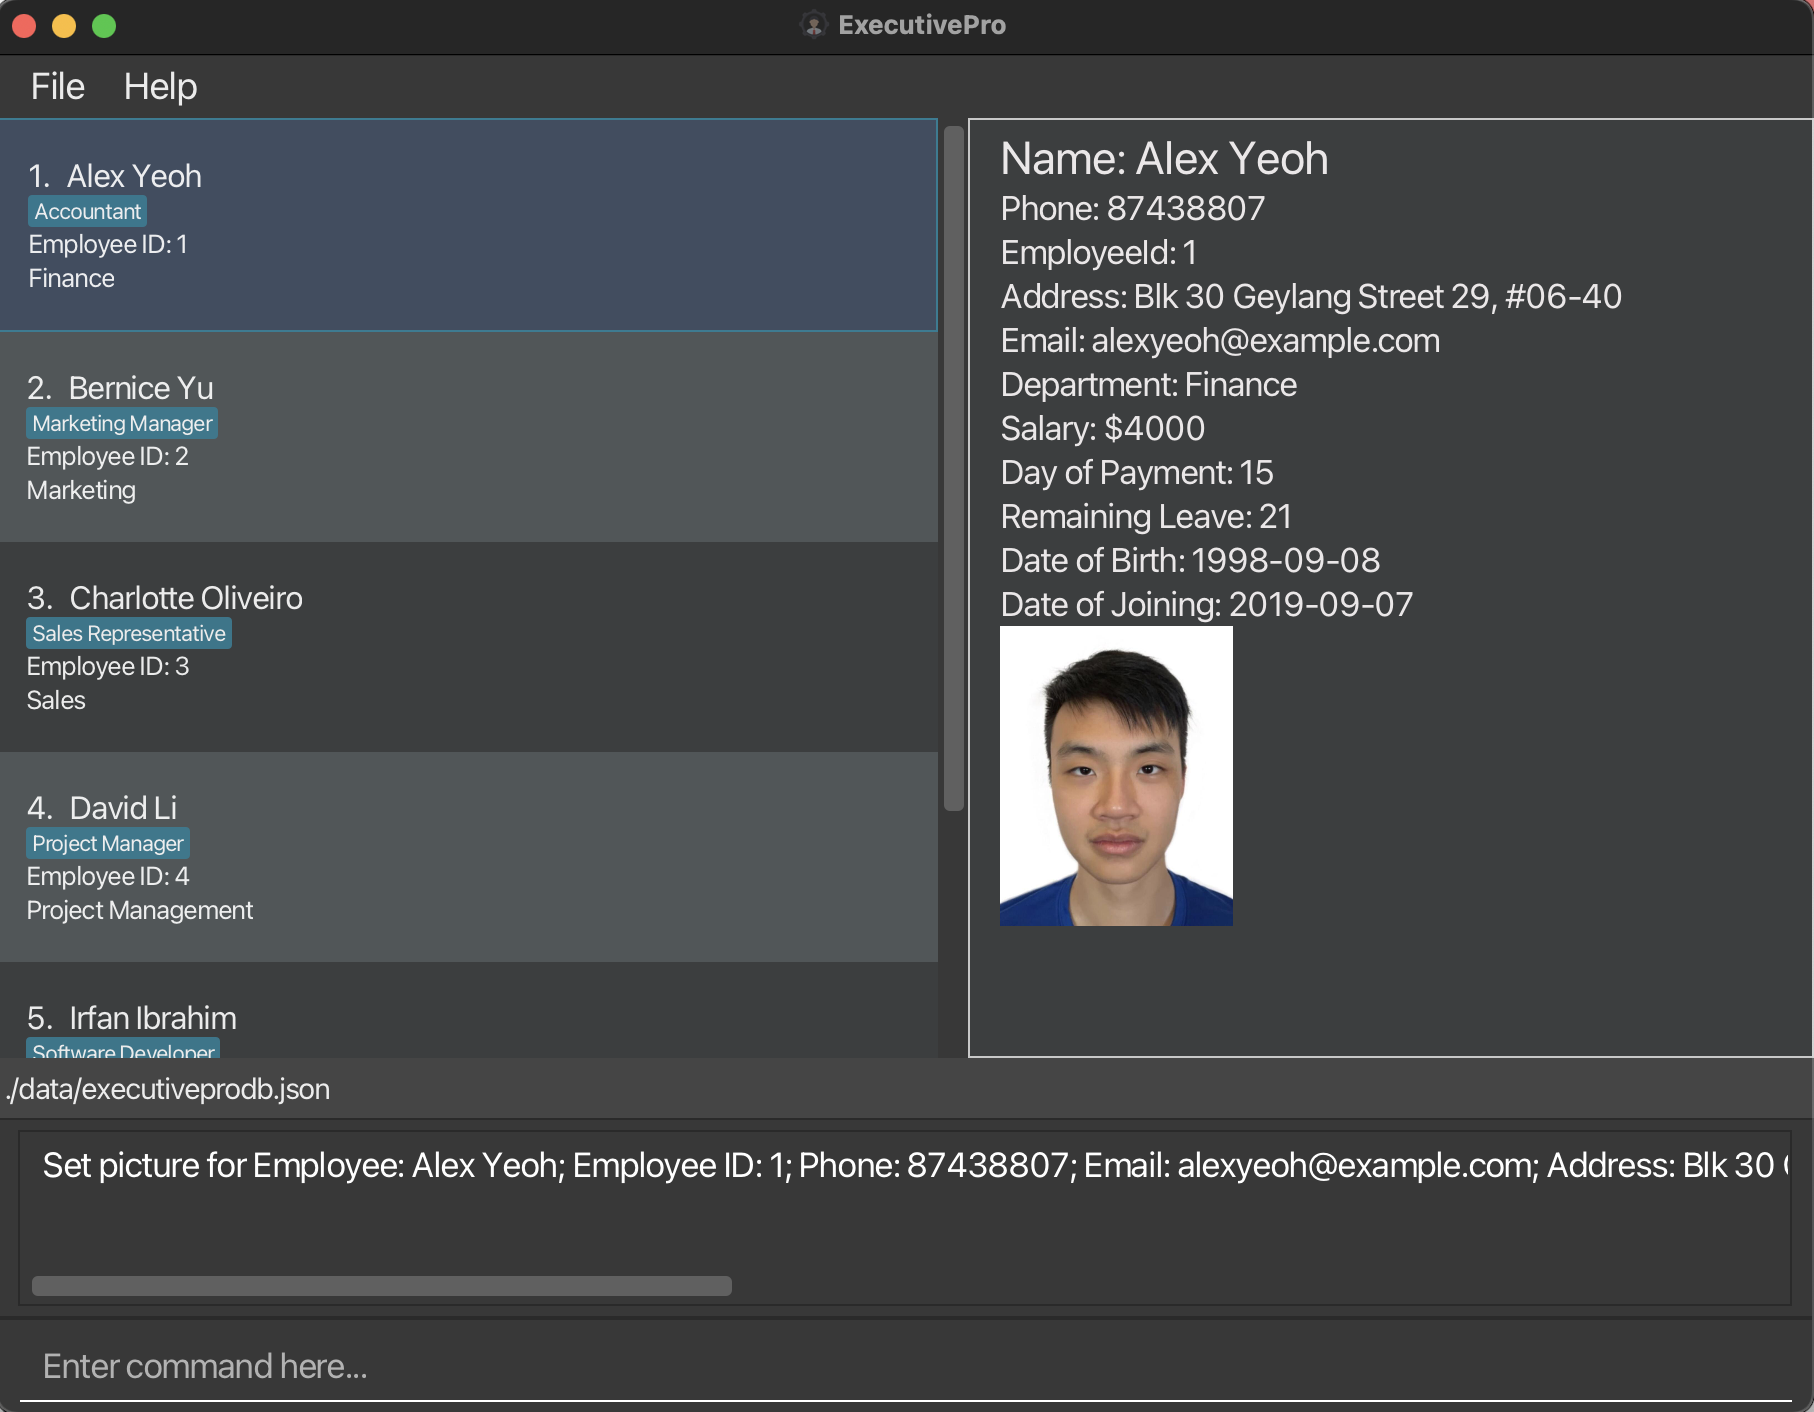 ExecutivePro
File Help
1. Alex Yeoh
Accountant
Employee ID: 1
Finance
2. Bernice Yu
Marketing Manager
Employee ID: 2
Marketing
3. Charlotte Oliveiro
Sales Representative
Employee ID: 3
Sales
4. David Li
Project Manager
Employee ID: 4
Project Management
5. Irfan Ibrahim
Software Developer
Name: Alex Yeoh
Phone: 87438807
EmployeeId: 1
Address: Blk 30 Geylang Street 29, #06-40
Email: alexyeoh@example.com
Department: Finance
Salary: $4000
Day of Payment: 15
Remaining Leave: 21
Date of Birth: 1998-09-08
Date of Joining: 2019-09-07
./data/executiveprodb.json
Set picture for Employee: Alex Yeoh; Employee ID: 1; Phone: 87438807; Email: alexyeoh@example.com; Address: Blk 30
Enter command here...